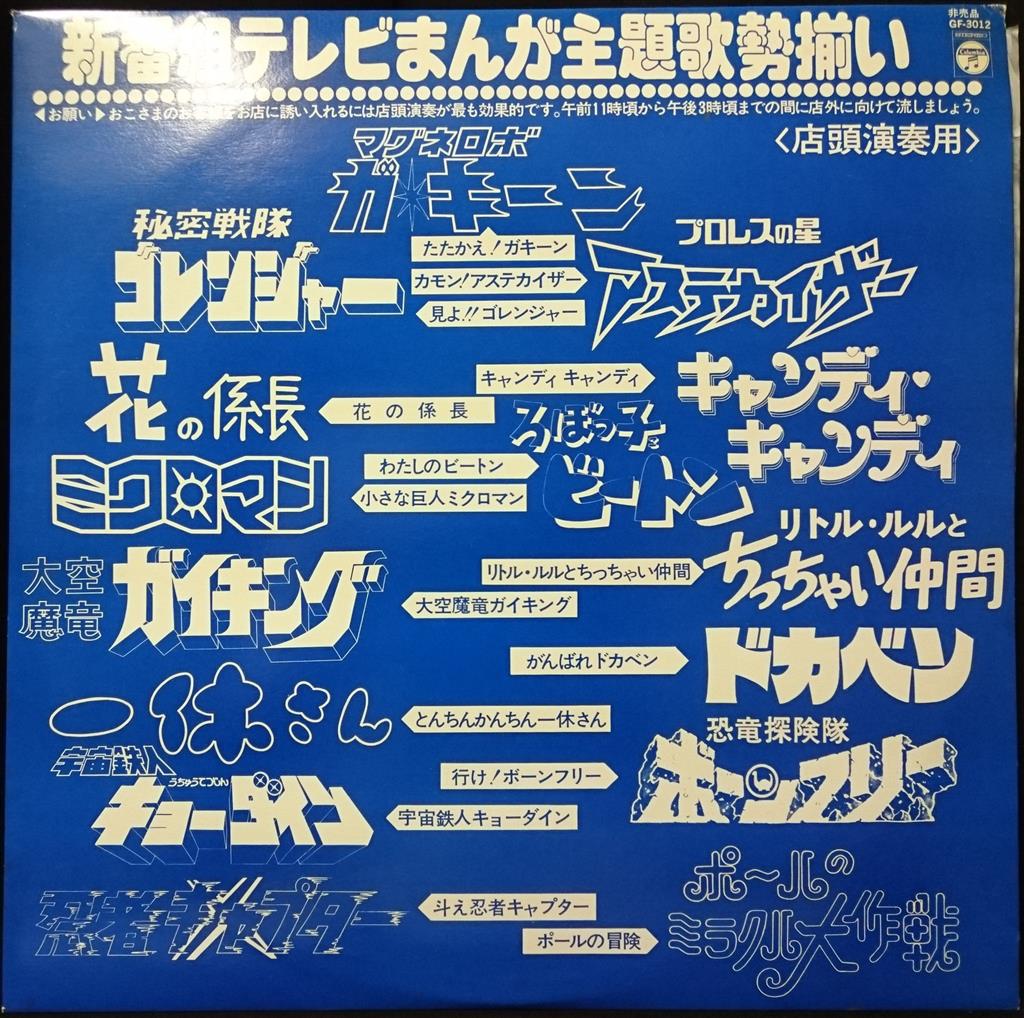 非売品
GF-3012
STEREO
Columbia
新番組テレビまんが主題歌勢揃い
◀お願い▶おこさまのお をお店に誘い入れるには店頭演奏が最も効果的です。午前11時頃から午後3時頃までの間に店外に向けて流しましょう。
〈店頭演奏用〉
マグネロボ
ガ・キーン
秘密戦隊
ゴレンジャー
たたかえ!ガキーン
カモン!アステカイザー
見よ!!ゴレンジャー
プロレスの星
アステカイザー
花の係長
キャンディ キャンディ
花の係長
キャンディ・
キャンディ
ろぼっ子
ビートン
ミクロマン
わたしのビートン
小さな巨人ミクロマン
リトル・ルルと
ちっちゃい仲間
大空
魔竜
ガイキング
リトル・ルルとちっちゃい仲間
大空魔竜ガイキング
がんばれドカベン
ドカベン
一休さん
とんちんかんちん一休さん
恐竜探険隊
ボーンフリー
宇宙鉄人
うちゅうてつじん
キョーダイン
行け!ボーンフリー
宇宙鉄人キョーダイン
忍者キャプター
斗え忍者キャプター
ポールの冒険
ポールの
ミラクル大作戦